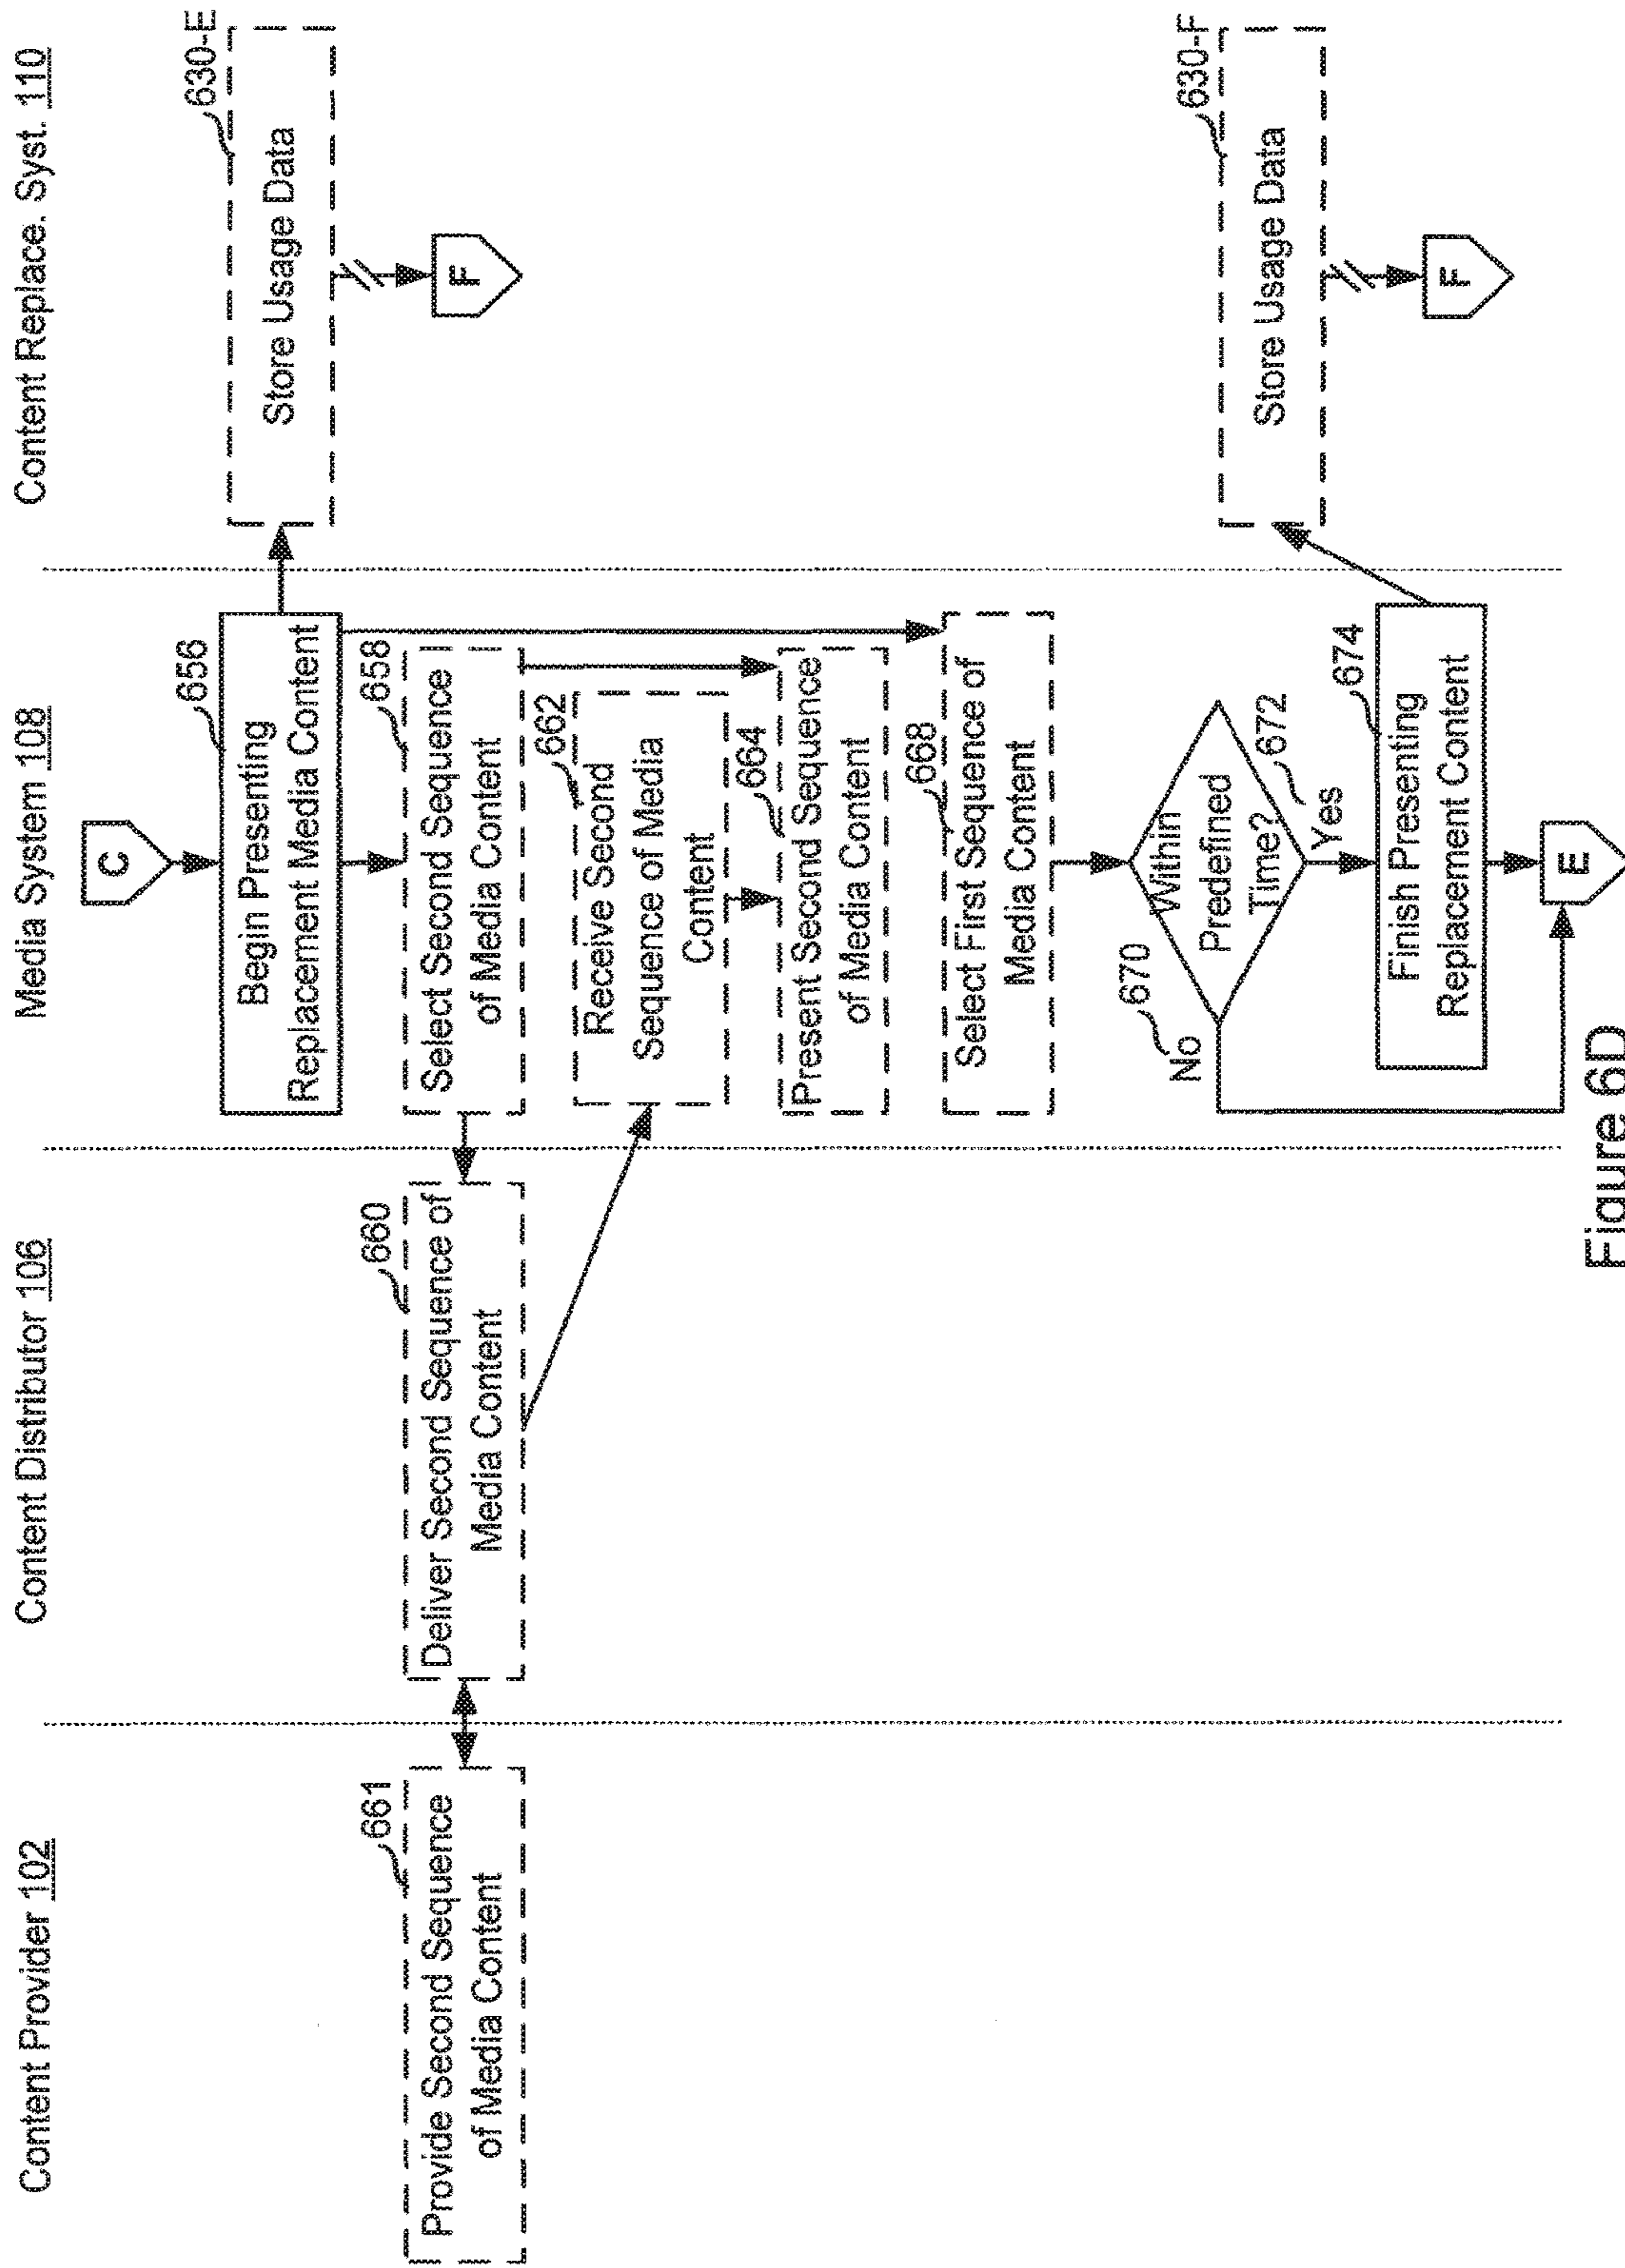 Content Provider 102
Content Distributor 106
Media System 108
Content Replace. Syst. 110
C
656
Begin Presenting
Replacement Media Content
630-E
Store Usage Data
F
661
Provide Second Sequence
of Media Content
660
Deliver Second Sequence of
Media Content
658
Select Second Sequence
of Media Content
662
Receive Second
Sequence of Media
Content
664
Present Second Sequence
of Media Content
668
Select First Sequence of
Media Content
670
No
Within
Predefined
Time?
672
Yes
630-F
Store Usage Data
F
674
Finish Presenting
Replacement Content
E
Figure 6D